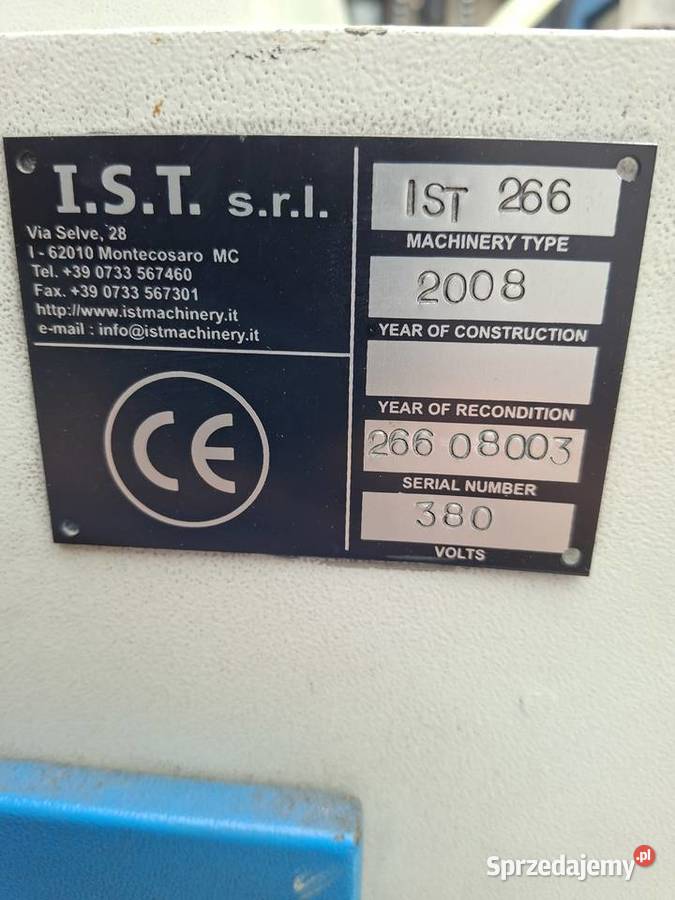 I.S.T. s.r.l.
Via Selve, 28
I - 62010 Montecosaro MC
Tel. +39 0733 567460
Fax. +39 0733 567301
http://www.istmachinery.it
e-mail : info@istmachinery.it
CE
IST 266
MACHINERY TYPE
2008
YEAR OF CONSTRUCTION
YEAR OF RECONDITION
266 08003
SERIAL NUMBER
380
VOLTS
Sprzedajemy.pl